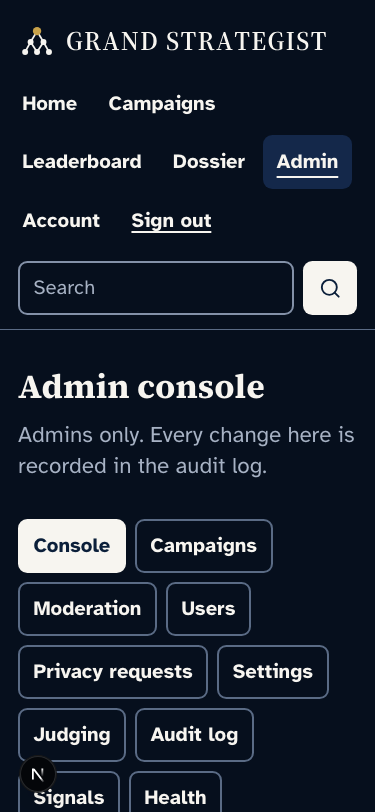 GRAND STRATEGIST
Home Campaigns
Leaderboard Dossier Admin
Account Sign out
Search
Admin console
Admins only. Every change here is
recorded in the audit log.
Console Campaigns
Moderation Users
Privacy requests Settings
Judging Audit log
N
Signals Health